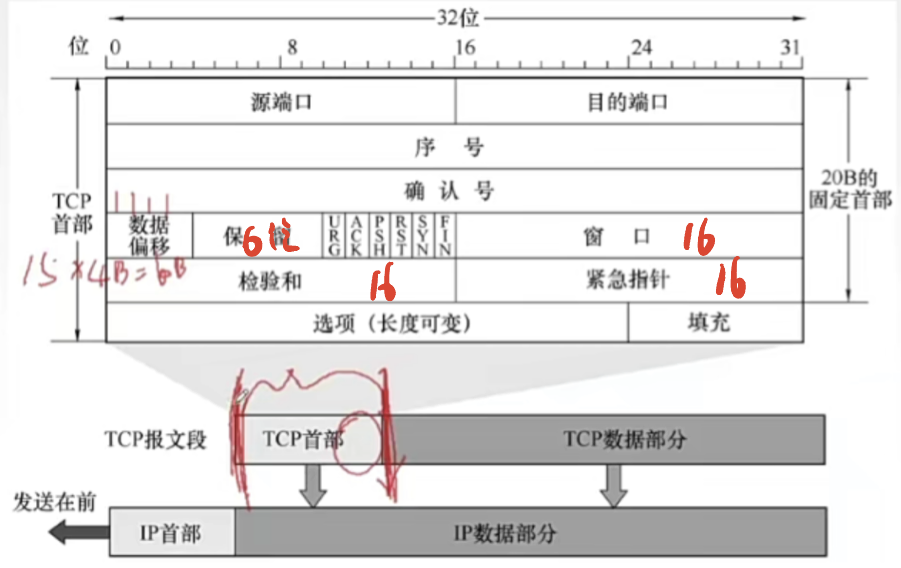 32位
位 0 8 16 24 31
源端口 目的端口
序 号
TCP首部
确 认 号
20B的固定首部
1 1 1 1
数据偏移 保 留 6位 URG ACK PSH RST SYN FIN 窗 口 16
15×4B=60B
检验和 16 紧急指针 16
选项（长度可变） 填充
TCP报文段 TCP首部 TCP数据部分
发送在前
IP首部 IP数据部分